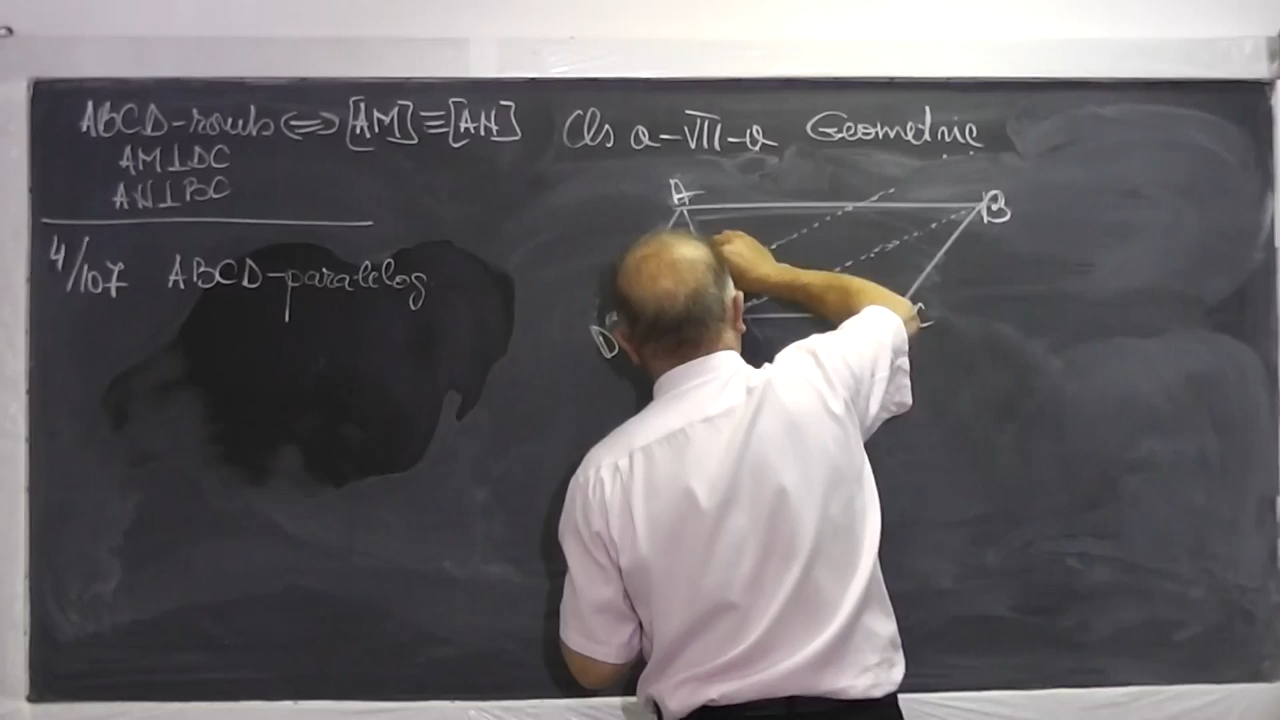 ABCD-romb ⇔ [AM]≡[AN] Cls a-VII-a Geometrie
AM⊥DC
AN⊥BC
4/107 ABCD-paralelog
A
B
D